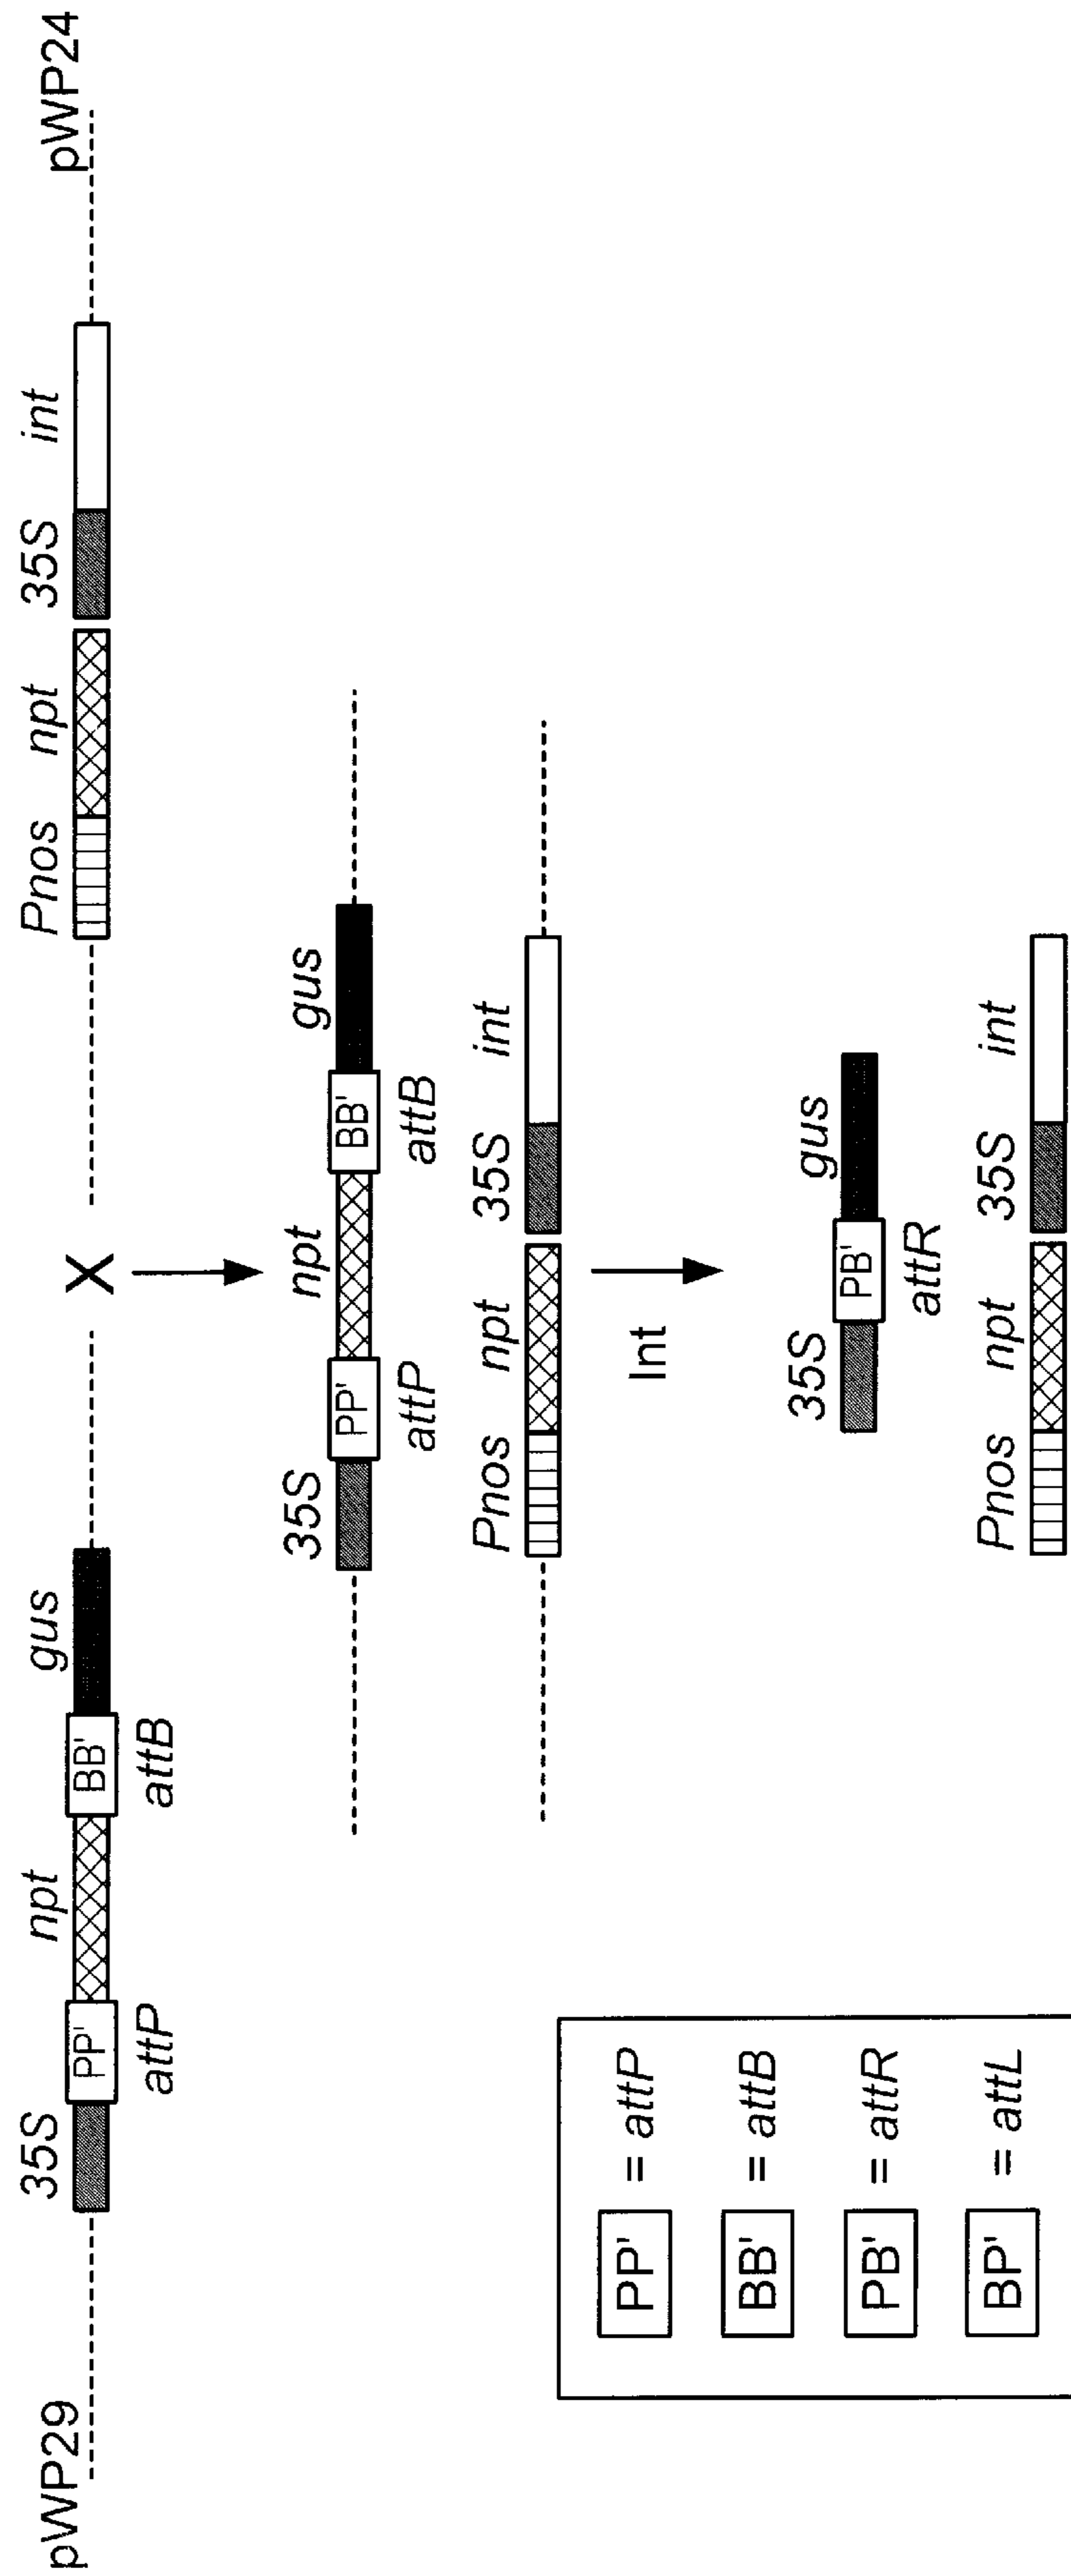 pWP29
35S npt gus
PP' BB'
attP attB
X
pWP24
Pnos npt 35S int
35S npt gus
PP' BB'
attP attB
Pnos npt 35S int
Int
35S gus
PB'
attR
Pnos npt 35S int
PP' = attP
BB' = attB
PB' = attR
BP' = attL